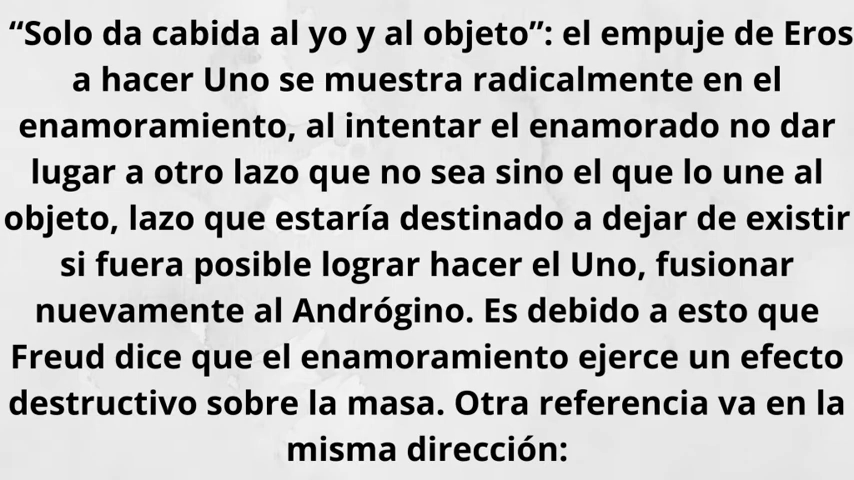 “Solo da cabida al yo y al objeto”: el empuje de Eros
a hacer Uno se muestra radicalmente en el
enamoramiento, al intentar el enamorado no dar
lugar a otro lazo que no sea sino el que lo une al
objeto, lazo que estaría destinado a dejar de existir
si fuera posible lograr hacer el Uno, fusionar
nuevamente al Andrógino. Es debido a esto que
Freud dice que el enamoramiento ejerce un efecto
destructivo sobre la masa. Otra referencia va en la
misma dirección: